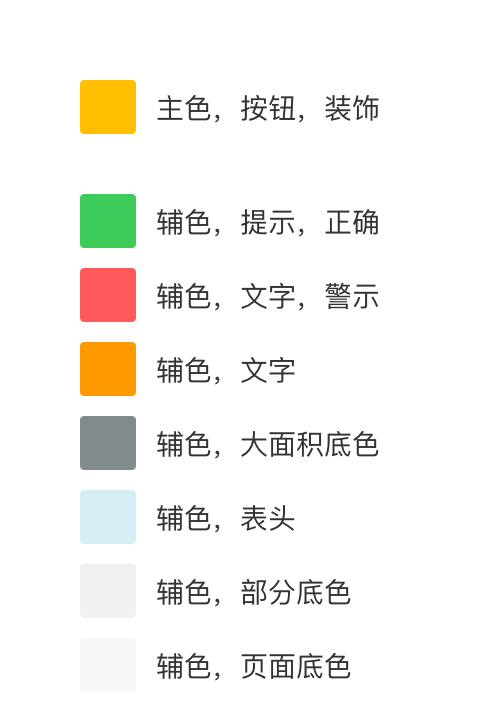 主色，按钮，装饰
辅色，提示，正确
辅色，文字，警示
辅色，文字
辅色，大面积底色
辅色，表头
辅色，部分底色
辅色，页面底色